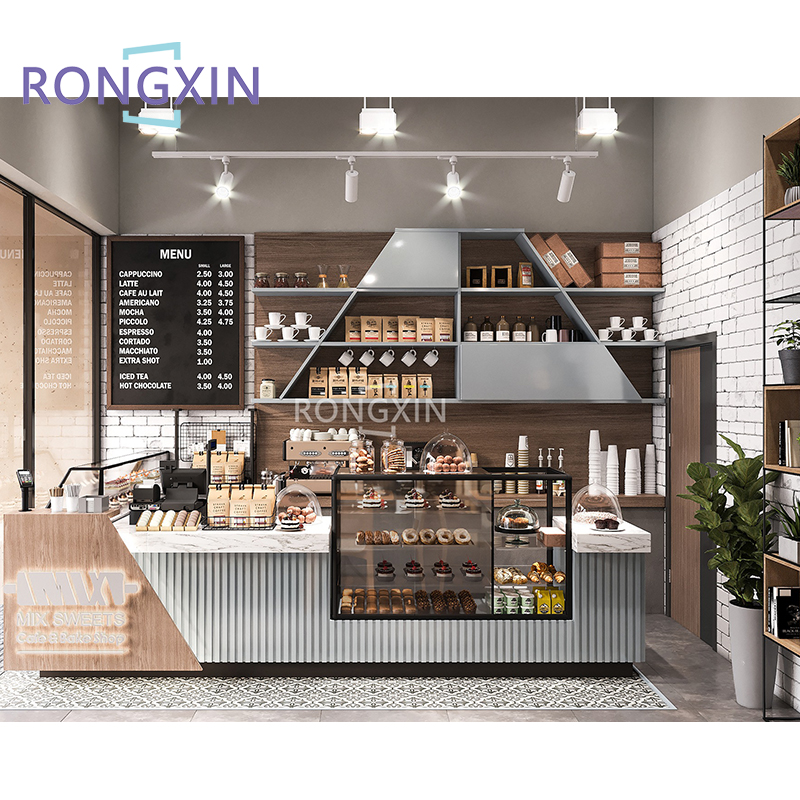 RONGXIN
MENU
SMALL LARGE
CAPPUCCINO 2.50 3.00
LATTE 4.00 4.50
CAFE AU LAIT 4.00 4.50
AMERICANO 3.25 3.75
MOCHA 3.50 4.00
PICCOLO 4.25 4.75
ESPRESSO 4.00
CORTADO 3.50
MACCHIATO 3.50
EXTRA SHOT 1.00
ICED TEA 4.00 4.50
HOT CHOCOLATE 3.50 4.00
RONGXIN
MIX SWEETS
Cafe & Bake Shop